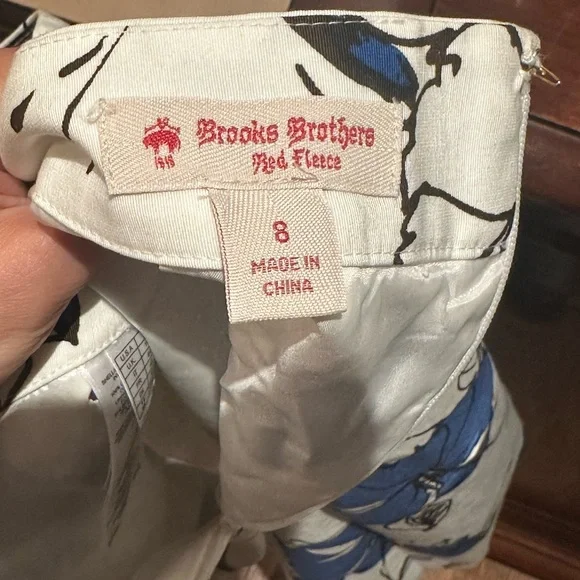 Brooks Brothers
Red Fleece
1818
8
MADE IN
CHINA
U.S.A
U.K